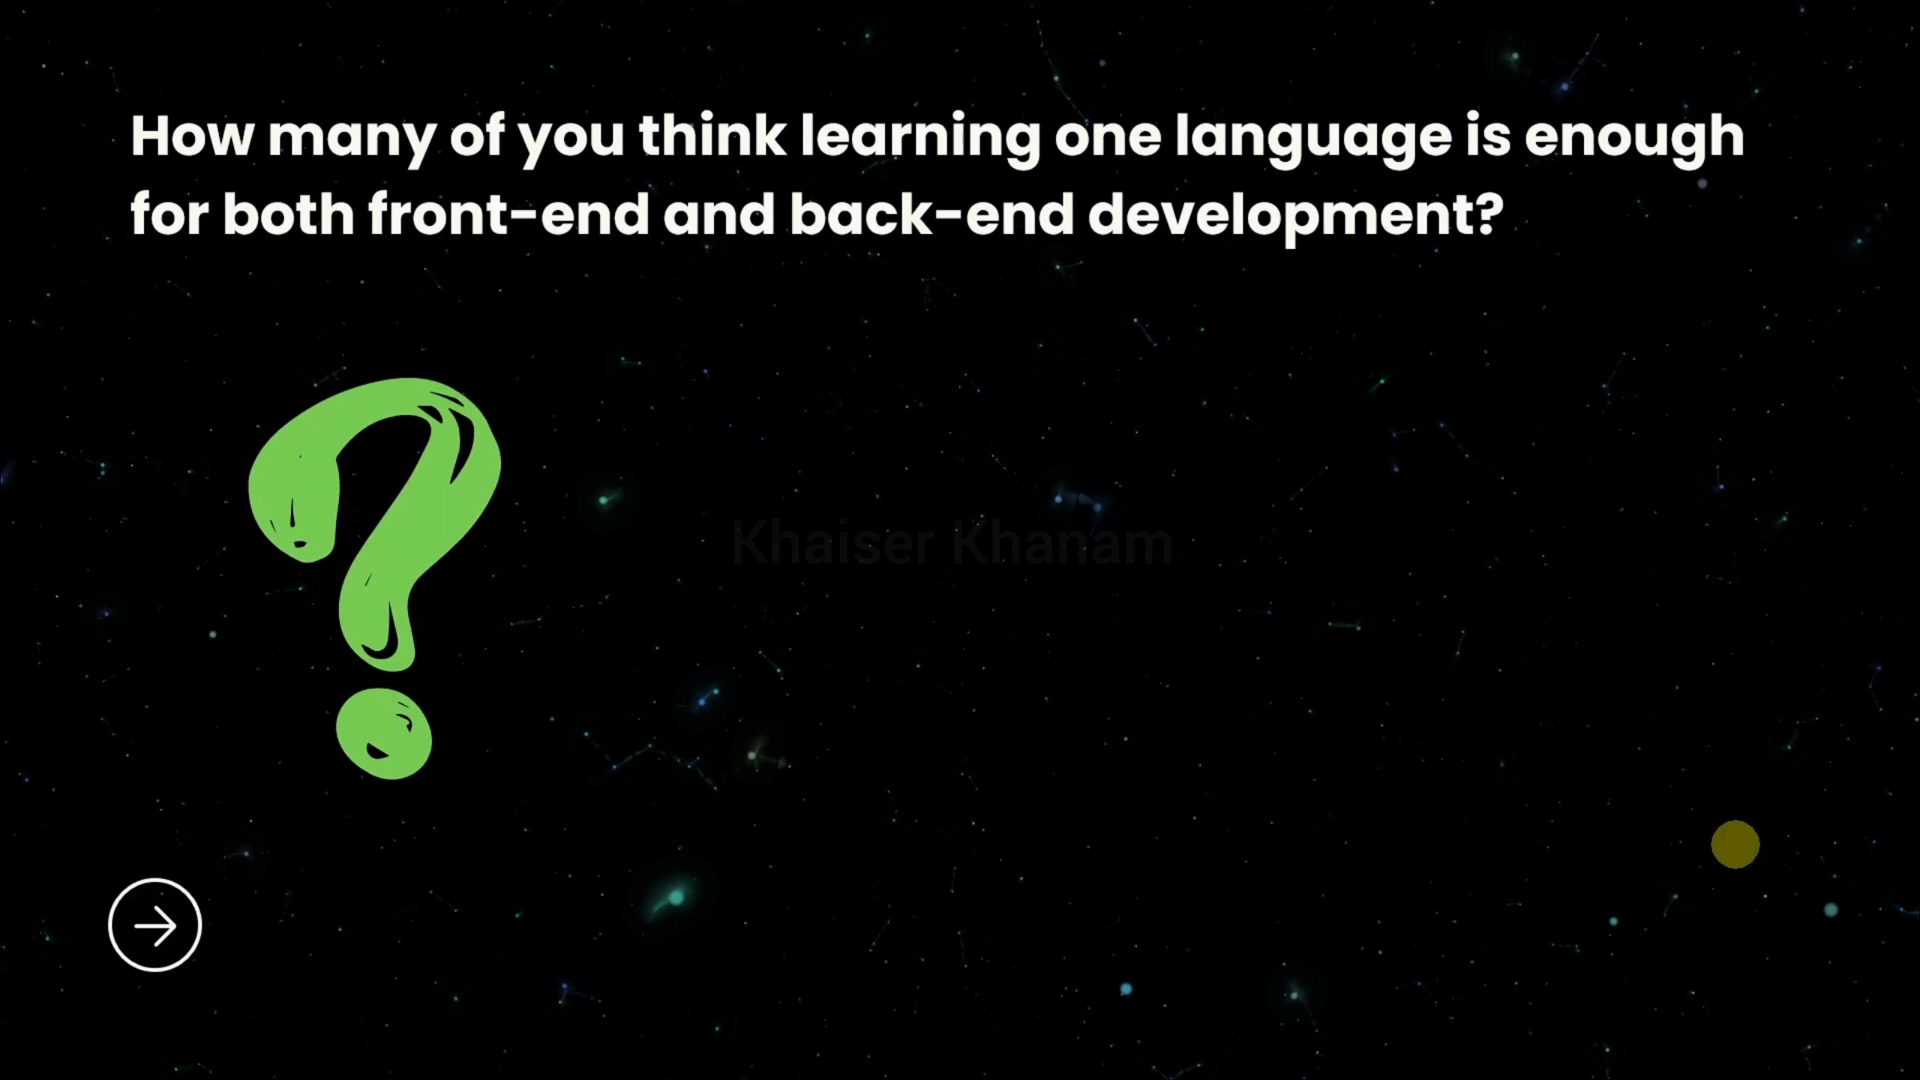 How many of you think learning one language is enough
for both front-end and back-end development?
Khaiser Khanam